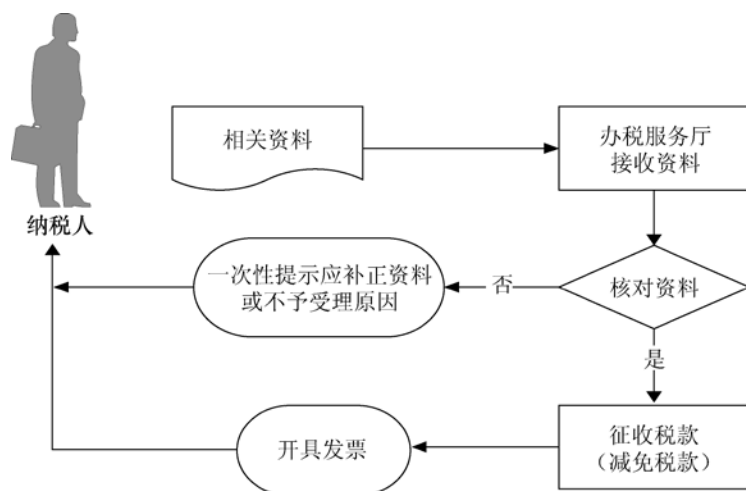 相关资料
办税服务厅
接收资料
纳税人
一次性提示应补正资料
或不予受理原因
否
核对资料
是
开具发票
征收税款
（减免税款）